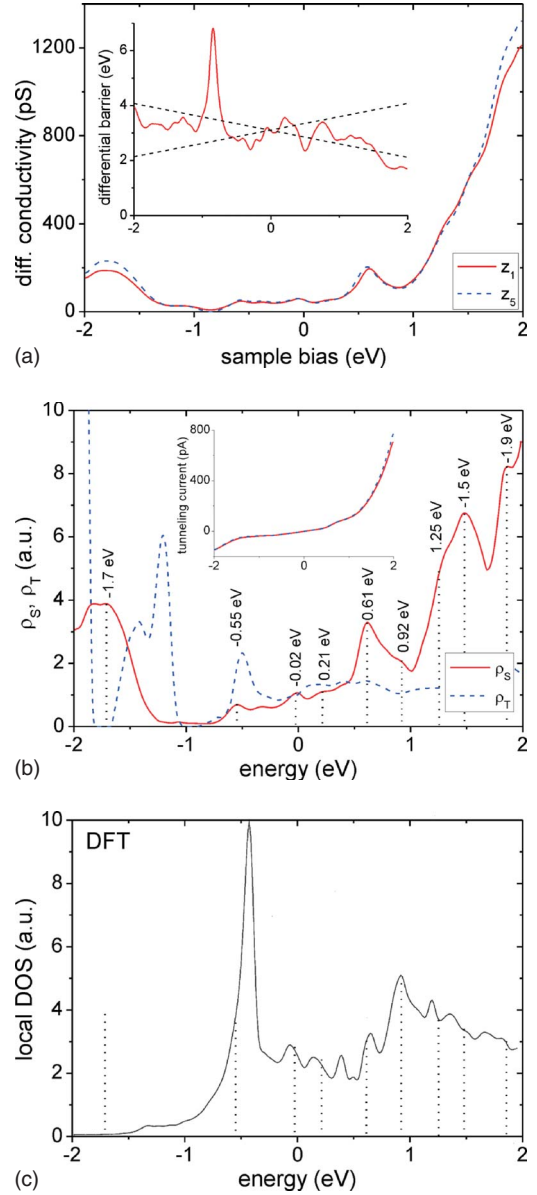 1200
800
400
0
diff. conductivity (pS)
-2
-1
0
1
2
sample bias (eV)
6
4
2
0
differential barrier (eV)
-2
0
2
z1
z5
(a)
10
8
6
4
2
0
ρS, ρT (a.u.)
-2
-1
0
1
2
energy (eV)
800
400
0
tunneling current (pA)
-2
-1
0
1
2
-1.7 eV
-0.55 eV
-0.02 eV
0.21 eV
0.61 eV
0.92 eV
1.25 eV
-1.5 eV
-1.9 eV
ρS
ρT
(b)
DFT
10
8
6
4
2
0
local DOS (a.u.)
-2
-1
0
1
2
energy (eV)
(c)